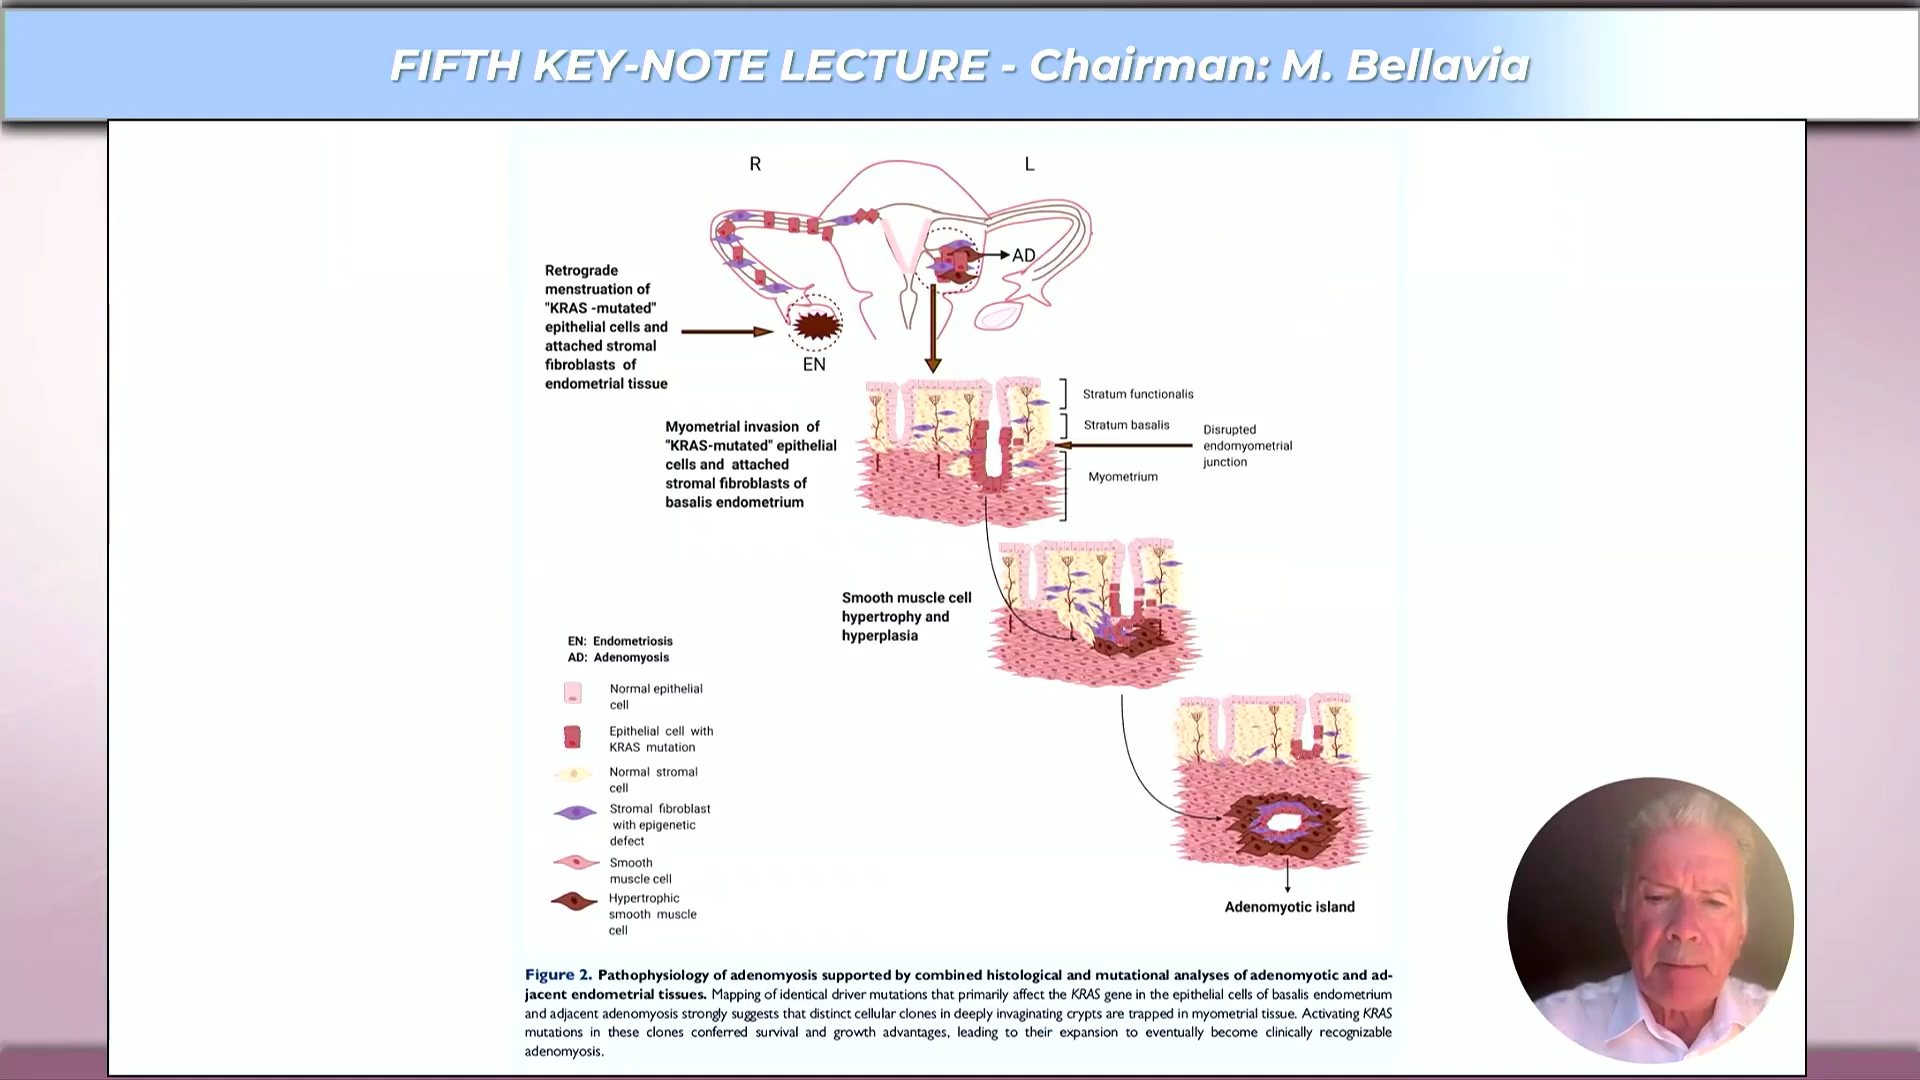 FIFTH KEY-NOTE LECTURE - Chairman: M. Bellavia
R
L
AD
Retrograde
menstruation of
"KRAS -mutated"
epithelial cells and
attached stromal
fibroblasts of
endometrial tissue
EN
Stratum functionalis
Stratum basalis
Disrupted
endomyometrial
junction
Myometrium
Myometrial invasion of
"KRAS-mutated" epithelial
cells and attached
stromal fibroblasts of
basalis endometrium
Smooth muscle cell
hypertrophy and
hyperplasia
EN: Endometriosis
AD: Adenomyosis
Normal epithelial
cell
Epithelial cell with
KRAS mutation
Normal stromal
cell
Stromal fibroblast
with epigenetic
defect
Smooth
muscle cell
Hypertrophic
smooth muscle
cell
Adenomyotic island
Figure 2. Pathophysiology of adenomyosis supported by combined histological and mutational analyses of adenomyotic and ad-
jacent endometrial tissues. Mapping of identical driver mutations that primarily affect the KRAS gene in the epithelial cells of basalis endometrium
and adjacent adenomyosis strongly suggests that distinct cellular clones in deeply invaginating crypts are trapped in myometrial tissue. Activating KRAS
mutations in these clones conferred survival and growth advantages, leading to their expansion to eventually become clinically recognizable
adenomyosis.